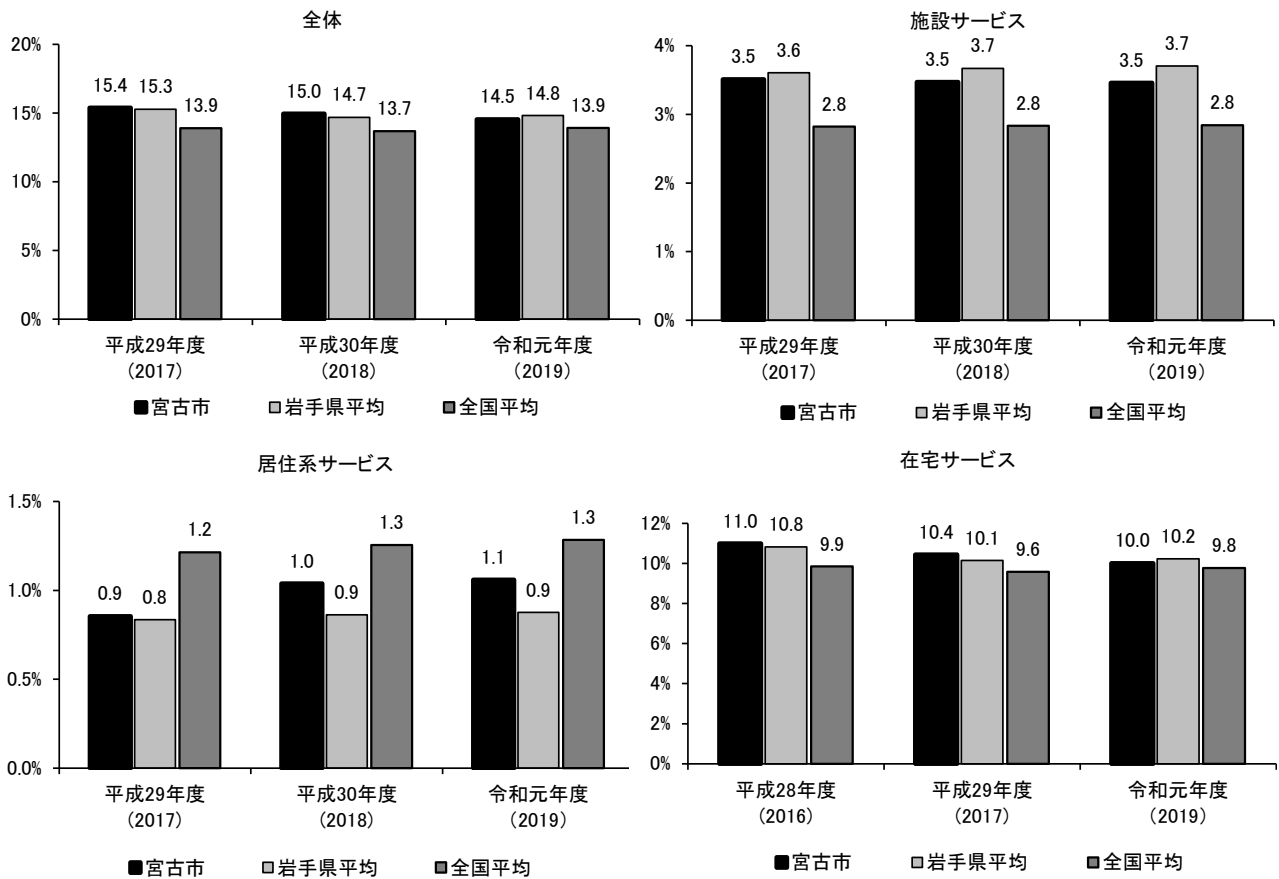 全体
20%
15%
10%
5%
0%
15.4 15.3 13.9
15.0 14.7 13.7
14.5 14.8 13.9
平成29年度
（2017）
平成30年度
（2018）
令和元年度
（2019）
■宮古市 ■岩手県平均 ■全国平均
施設サービス
4%
3%
2%
1%
0%
3.5 3.6 2.8
3.5 3.7 2.8
3.5 3.7 2.8
平成29年度
（2017）
平成30年度
（2018）
令和元年度
（2019）
■宮古市 ■岩手県平均 ■全国平均
居住系サービス
1.5%
1.0%
0.5%
0.0%
0.9 0.8 1.2
1.0 0.9 1.3
1.1 0.9 1.3
平成29年度
（2017）
平成30年度
（2018）
令和元年度
（2019）
■宮古市 ■岩手県平均 ■全国平均
在宅サービス
12%
10%
8%
6%
4%
2%
0%
11.0 10.8 9.9
10.4 10.1 9.6
10.0 10.2 9.8
平成28年度
（2016）
平成29年度
（2017）
令和元年度
（2019）
■宮古市 ■岩手県平均 ■全国平均